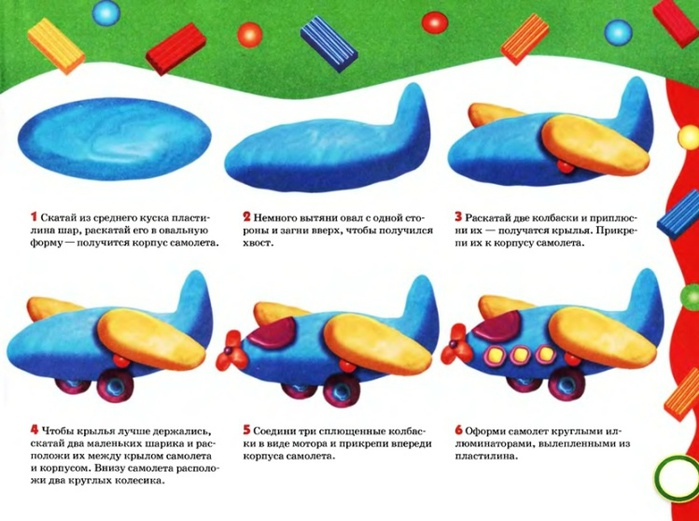 1 Скатай из среднего куска пласти-
лина шар, раскатай его в овальную
форму — получится корпус самолета.
2 Немного вытяни овал с одной сто-
роны и загни вверх, чтобы получился
хвост.
3 Раскатай две колбаски и приплюс-
ни их — получатся крылья. Прикре-
пи их к корпусу самолета.
4 Чтобы крылья лучше держались,
скатай два маленьких шарика и рас-
положи их между крылом самолета
и корпусом. Внизу самолета располо-
жи два круглых колесика.
5 Соедини три сплющенные колбас-
ки в виде мотора и прикрепи впереди
корпуса самолета.
6 Оформи самолет круглыми ил-
люминаторами, вылепленными из
пластилина.